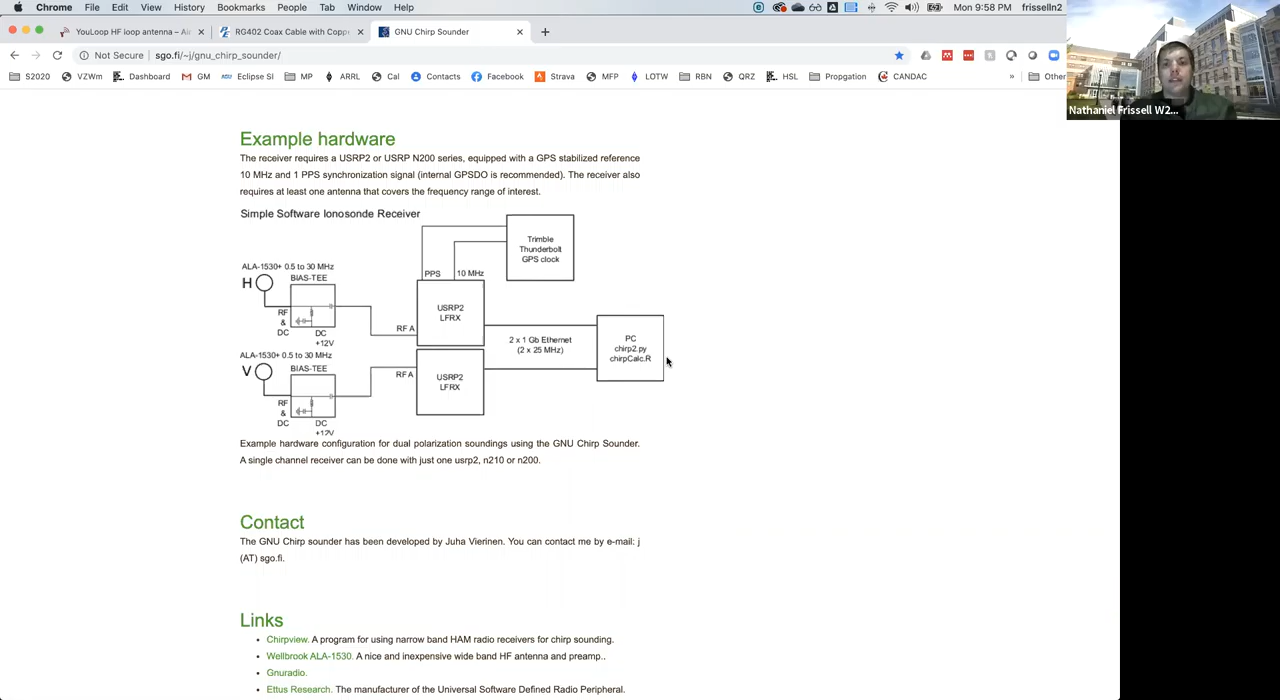 Chrome File Edit View History Bookmarks People Tab Window Help Mon 9:58 PM frisselln2
YouLoop HF loop antenna – Air
RG402 Coax Cable with Coppe
GNU Chirp Sounder
Not Secure | sgo.fi/~j/gnu_chirp_sounder/
S2020 VZWm Dashboard GM Eclipse SI MP ARRL Cal Contacts Facebook Strava MFP LOTW RBN QRZ HSL Propgation CANDAC » Other
Nathaniel Frissell W2...
Example hardware
The receiver requires a USRP2 or USRP N200 series, equipped with a GPS stabilized reference
10 MHz and 1 PPS synchronization signal (internal GPSDO is recommended). The receiver also
requires at least one antenna that covers the frequency range of interest.
Simple Software Ionosonde Receiver
Trimble
Thunderbolt
GPS clock
PPS
10 MHz
ALA-1530+ 0.5 to 30 MHz
BIAS-TEE
H
RF
&
DC
DC
+12V
RF A
USRP2
LFRX
2 x 1 Gb Ethernet
(2 x 25 MHz)
PC
chirp2.py
chirpCalc.R
ALA-1530+ 0.5 to 30 MHz
BIAS-TEE
V
RF
&
DC
DC
+12V
RF A
USRP2
LFRX
Example hardware configuration for dual polarization soundings using the GNU Chirp Sounder.
A single channel receiver can be done with just one usrp2, n210 or n200.
Contact
The GNU Chirp sounder has been developed by Juha Vierinen. You can contact me by e-mail: j
(AT) sgo.fi.
Links
Chirpview. A program for using narrow band HAM radio receivers for chirp sounding.
Wellbrook ALA-1530. A nice and inexpensive wide band HF antenna and preamp..
Gnuradio.
Ettus Research. The manufacturer of the Universal Software Defined Radio Peripheral.